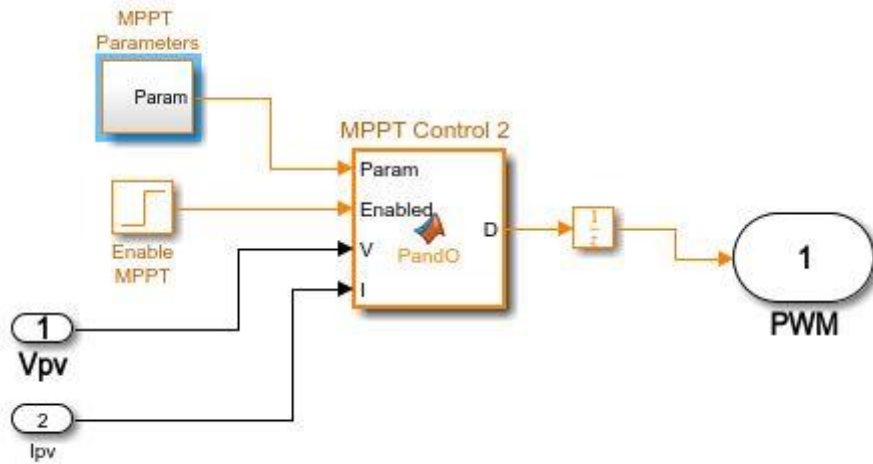 MPPT
Parameters
Param
MPPT Control 2
Param
Enabled
V
I
D
PandO
Enable
MPPT
1
z
1
PWM
1
Vpv
2
Ipv